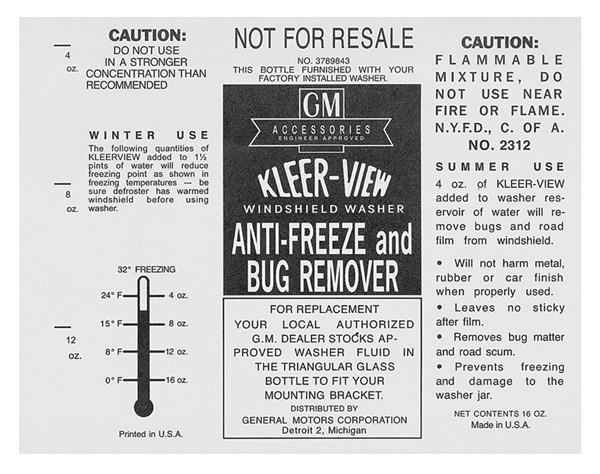 4
oz.
CAUTION:
DO NOT USE
IN A STRONGER
CONCENTRATION THAN
RECOMMENDED
WINTER USE
The following quantities of
KLEERVIEW added to 1½
pints of water will reduce
freezing point as shown in
freezing temperatures — be
sure defroster has warmed
windshield before using
washer.
8
oz.
32° FREEZING
24° F 4 oz.
15° F 8 oz.
8° F 12 oz.
0° F 16 oz.
12
oz.
Printed in U.S.A.
NOT FOR RESALE
NO. 3789843
THIS BOTTLE FURNISHED WITH YOUR
FACTORY INSTALLED WASHER.
GM
ACCESSORIES
ENGINEER APPROVED
KLEER-VIEW
WINDSHIELD WASHER
ANTI-FREEZE and
BUG REMOVER
FOR REPLACEMENT
YOUR LOCAL AUTHORIZED
G.M. DEALER STOCKS AP-
PROVED WASHER FLUID IN
THE TRIANGULAR GLASS
BOTTLE TO FIT YOUR
MOUNTING BRACKET.
DISTRIBUTED BY
GENERAL MOTORS CORPORATION
Detroit 2, Michigan
CAUTION:
FLAMMABLE
MIXTURE, DO
NOT USE NEAR
FIRE OR FLAME.
N.Y.F.D., C. OF A.
NO. 2312
SUMMER USE
4 oz. of KLEER-VIEW
added to washer res-
ervoir of water will re-
move bugs and road
film from windshield.
• Will not harm metal,
rubber or car finish
when properly used.
• Leaves no sticky
after film.
• Removes bug matter
and road scum.
• Prevents freezing
and damage to the
washer jar.
NET CONTENTS 16 OZ.
Made in U.S.A.